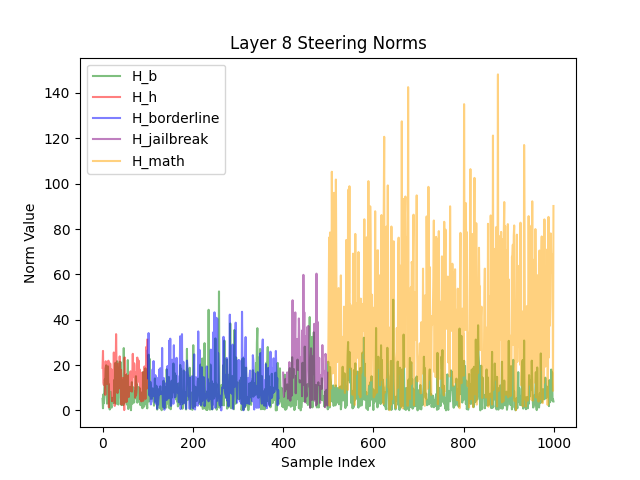 Layer 8 Steering Norms
H_b
H_h
H_borderline
H_jailbreak
H_math
Norm Value
140
120
100
80
60
40
20
0
0 200 400 600 800 1000
Sample Index